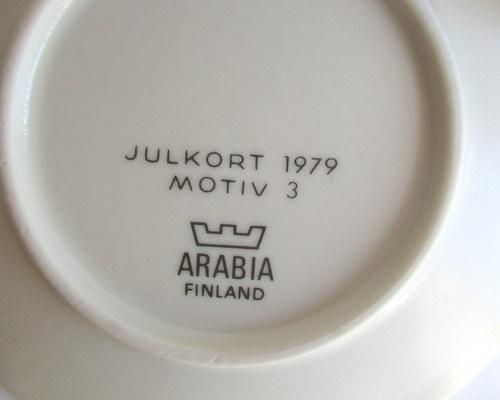 JULKORT 1979
MOTIV 3
ARABIA
FINLAND